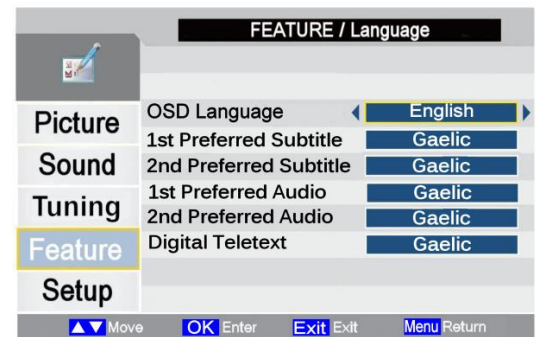 FEATURE / Language
Picture
Sound
Tuning
Feature
Setup
OSD Language English
1st Preferred Subtitle Gaelic
2nd Preferred Subtitle Gaelic
1st Preferred Audio Gaelic
2nd Preferred Audio Gaelic
Digital Teletext Gaelic
Move OK Enter Exit Exit Menu Return